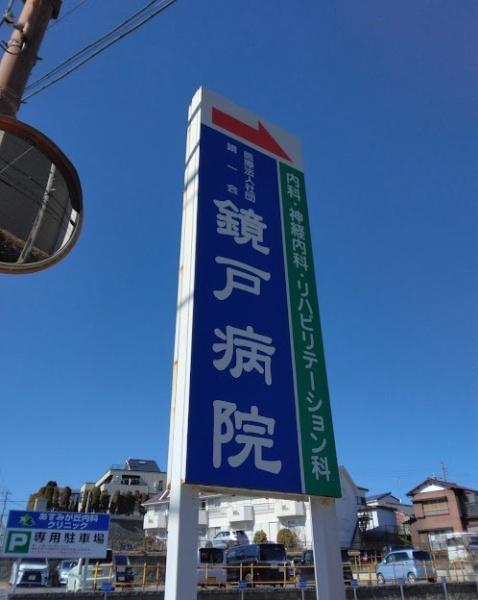 内科・神経内科・リハビリテーション科
医療法人社団
鏡一会
鏡戸病院
あすみが丘内科
クリニック
P 専用駐車場